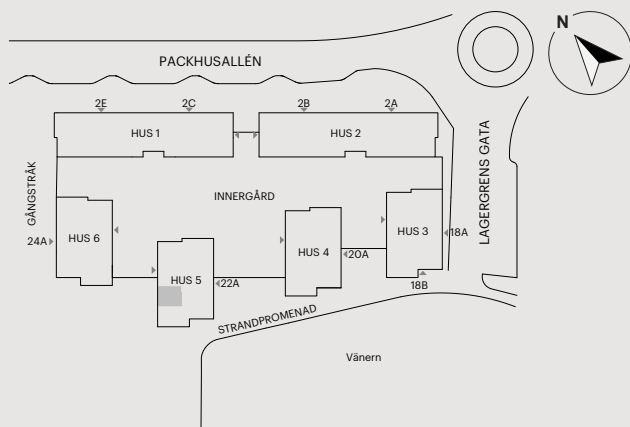 N
PACKHUSALLÉN
2E
2C
2B
2A
HUS 1
HUS 2
LAGERGRENS GATA
GÅNGSTRÅK
INNERGÅRD
24A
HUS 6
HUS 5
22A
HUS 4
20A
HUS 3
18A
18B
STRANDPROMENAD
Vänern